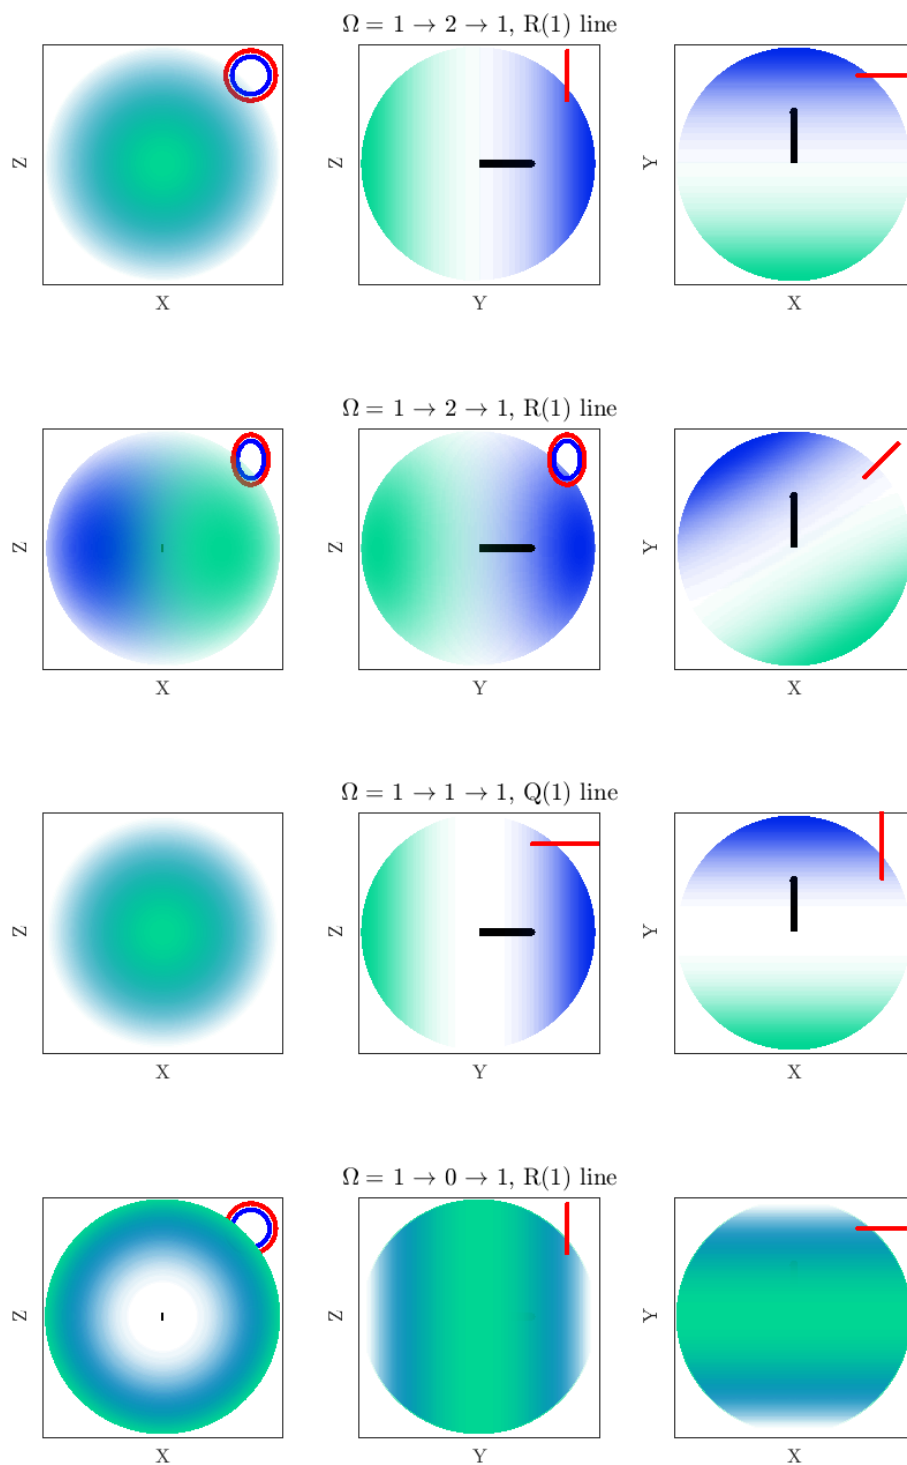 Ω = 1 → 2 → 1, R(1) line
Z
X
Z
Y
Y
X
Ω = 1 → 2 → 1, R(1) line
Z
X
Z
Y
Y
X
Ω = 1 → 1 → 1, Q(1) line
Z
X
Z
Y
Y
X
Ω = 1 → 0 → 1, R(1) line
Z
X
Z
Y
Y
X